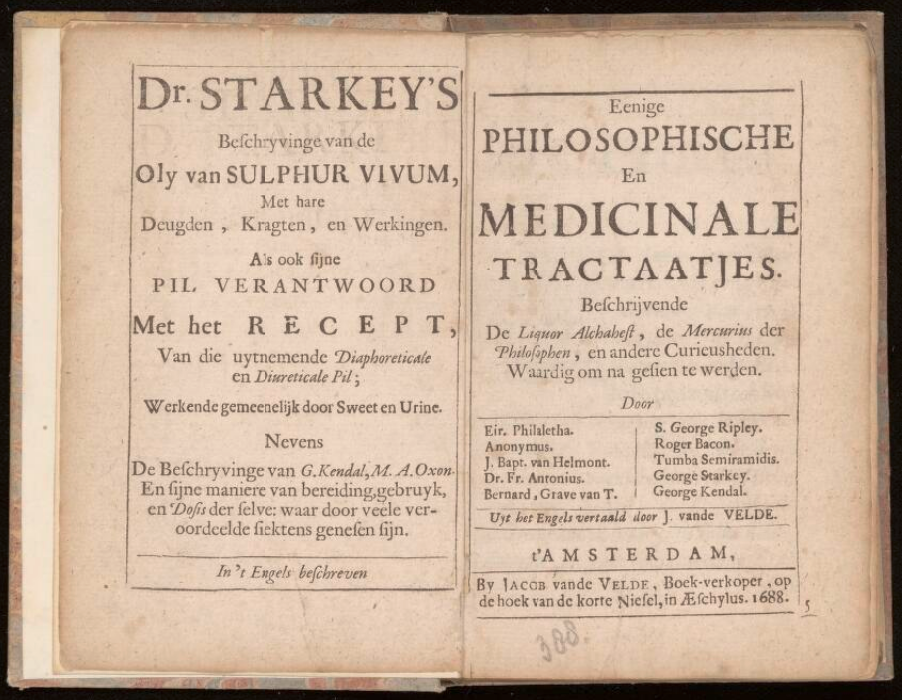 Dr. STARKEY'S
Beſchryvinge van de
Oly van SULPHUR VIVUM,
Met hare
Deugden , Kragten , en Werkingen.
Als ook ſijne
PIL VERANTWOORD
Met het RECEPT,
Van die uytnemende Diaphoreticale
en Diureticale Pil;
Werkende gemeenelijk door Sweet en Urine.
Nevens
De Beſchryvinge van G. Kendal, M. A. Oxon.
En ſijne maniere van bereiding, gebruyk,
en Doſis der ſelve: waar door veele ver-
oordeelde ſiektens geneſen ſijn.
In 't Engels beſchreven
Eenige
PHILOSOPHISCHE
En
MEDICINALE
TRACTAATJES.
Beſchrijvende
De Liquor Alchaheſt , de Mercurius der
Philoſophen , en andere Curieusheden.
Waardig om na geſien te werden.
Door
Eir. Philaletha.
Anonymus.
J. Bapt. van Helmont.
Dr. Fr. Antonius.
Bernard , Grave van T.
S. George Ripley.
Roger Bacon.
Tumba Semiramidis.
George Starkey.
George Kendal.
Uyt het Engels vertaald door J. vande VELDE.
t'AMSTERDAM,
By JACOB vande VELDE , Boek-verkoper , op
de hoek van de korte Nieſel, in Æſchylus. 1688.
5
388.